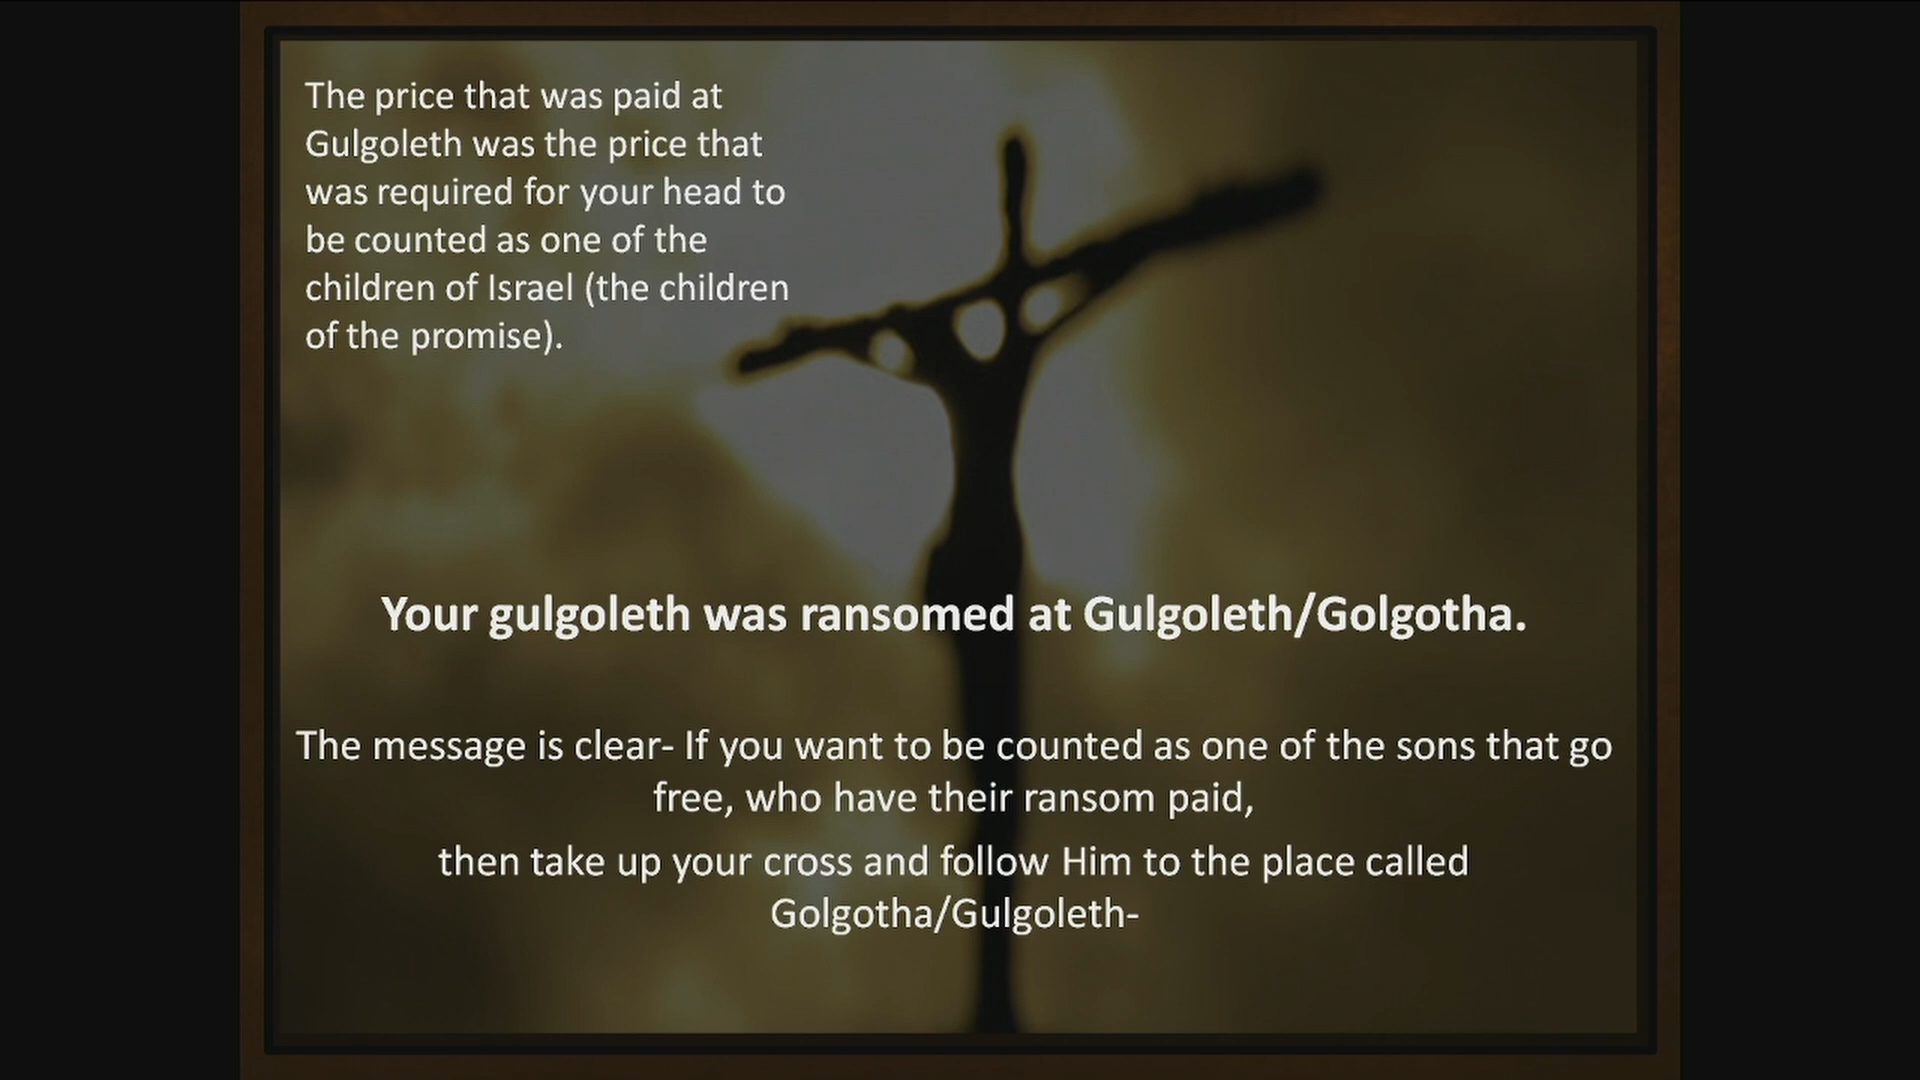 The price that was paid at
Gulgoleth was the price that
was required for your head to
be counted as one of the
children of Israel (the children
of the promise).
Your gulgoleth was ransomed at Gulgoleth/Golgotha.
The message is clear- If you want to be counted as one of the sons that go
free, who have their ransom paid,
then take up your cross and follow Him to the place called
Golgotha/Gulgoleth-